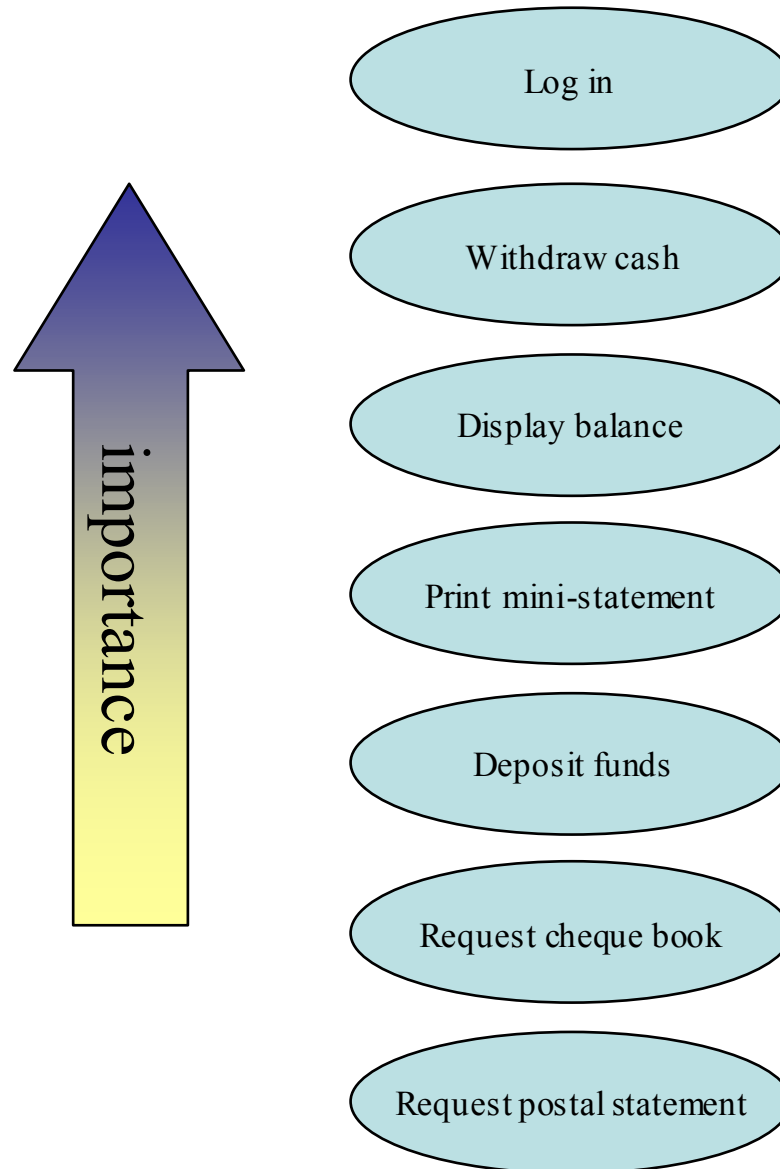 Log in
Withdraw cash
Display balance
importance
Print mini-statement
Deposit funds
Request cheque book
Request postal statement